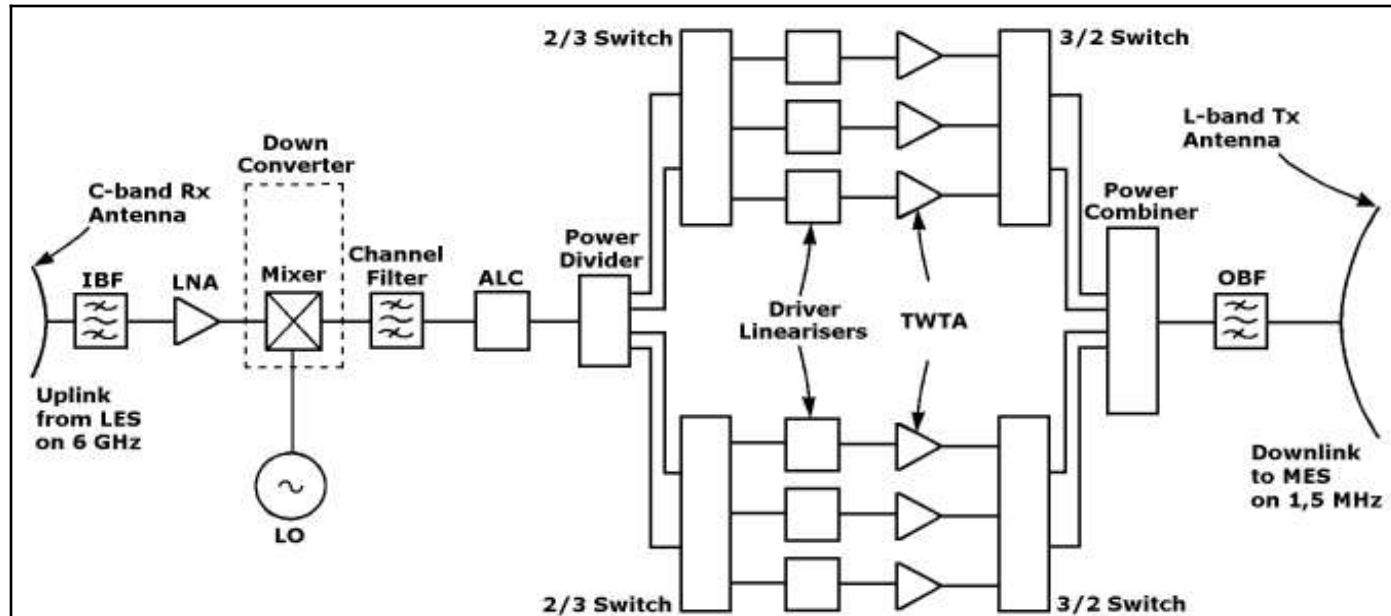 2/3 Switch
3/2 Switch
L-band Tx
Antenna
Down
Converter
C-band Rx
Antenna
Power
Combiner
Power
Divider
Channel
Filter
IBF
LNA
Mixer
ALC
Driver
Linearisers
TWTA
OBF
Uplink
from LES
on 6 GHz
Downlink
to MES
on 1,5 MHz
LO
2/3 Switch
3/2 Switch